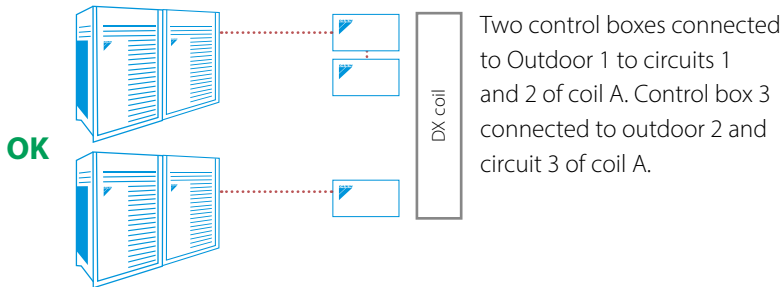 OK
DX coil
Two control boxes connected
to Outdoor 1 to circuits 1
and 2 of coil A. Control box 3
connected to outdoor 2 and
circuit 3 of coil A.